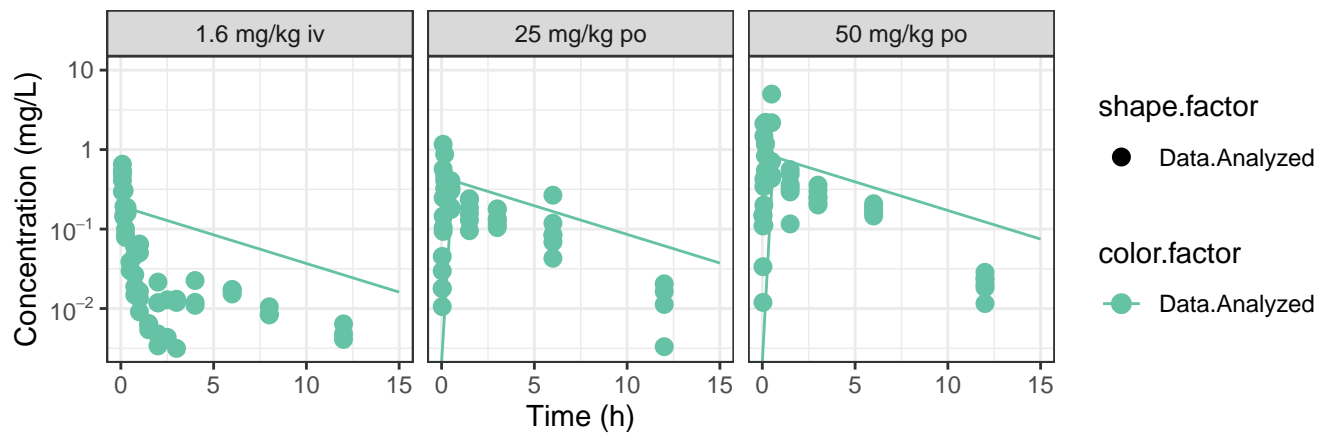 1.6 mg/kg iv
25 mg/kg po
50 mg/kg po
Concentration (mg/L)
10
1
10⁻¹
10⁻²
0 5 10 15
0 5 10 15
0 5 10 15
Time (h)
shape.factor
Data.Analyzed
color.factor
Data.Analyzed